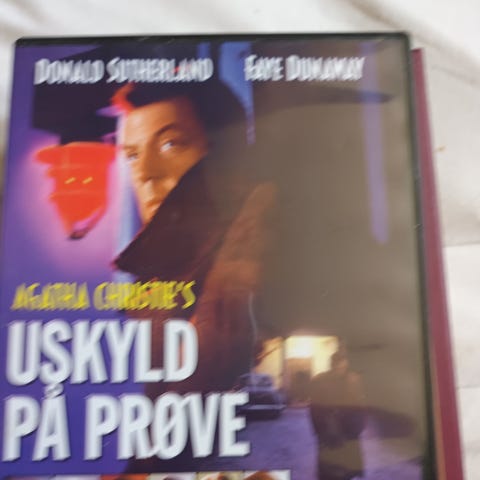 DONALD SUTHERLAND FAYE DUNAWAY
AGATHA CHRISTIE'S
USKYLD
PÅ PRØVE